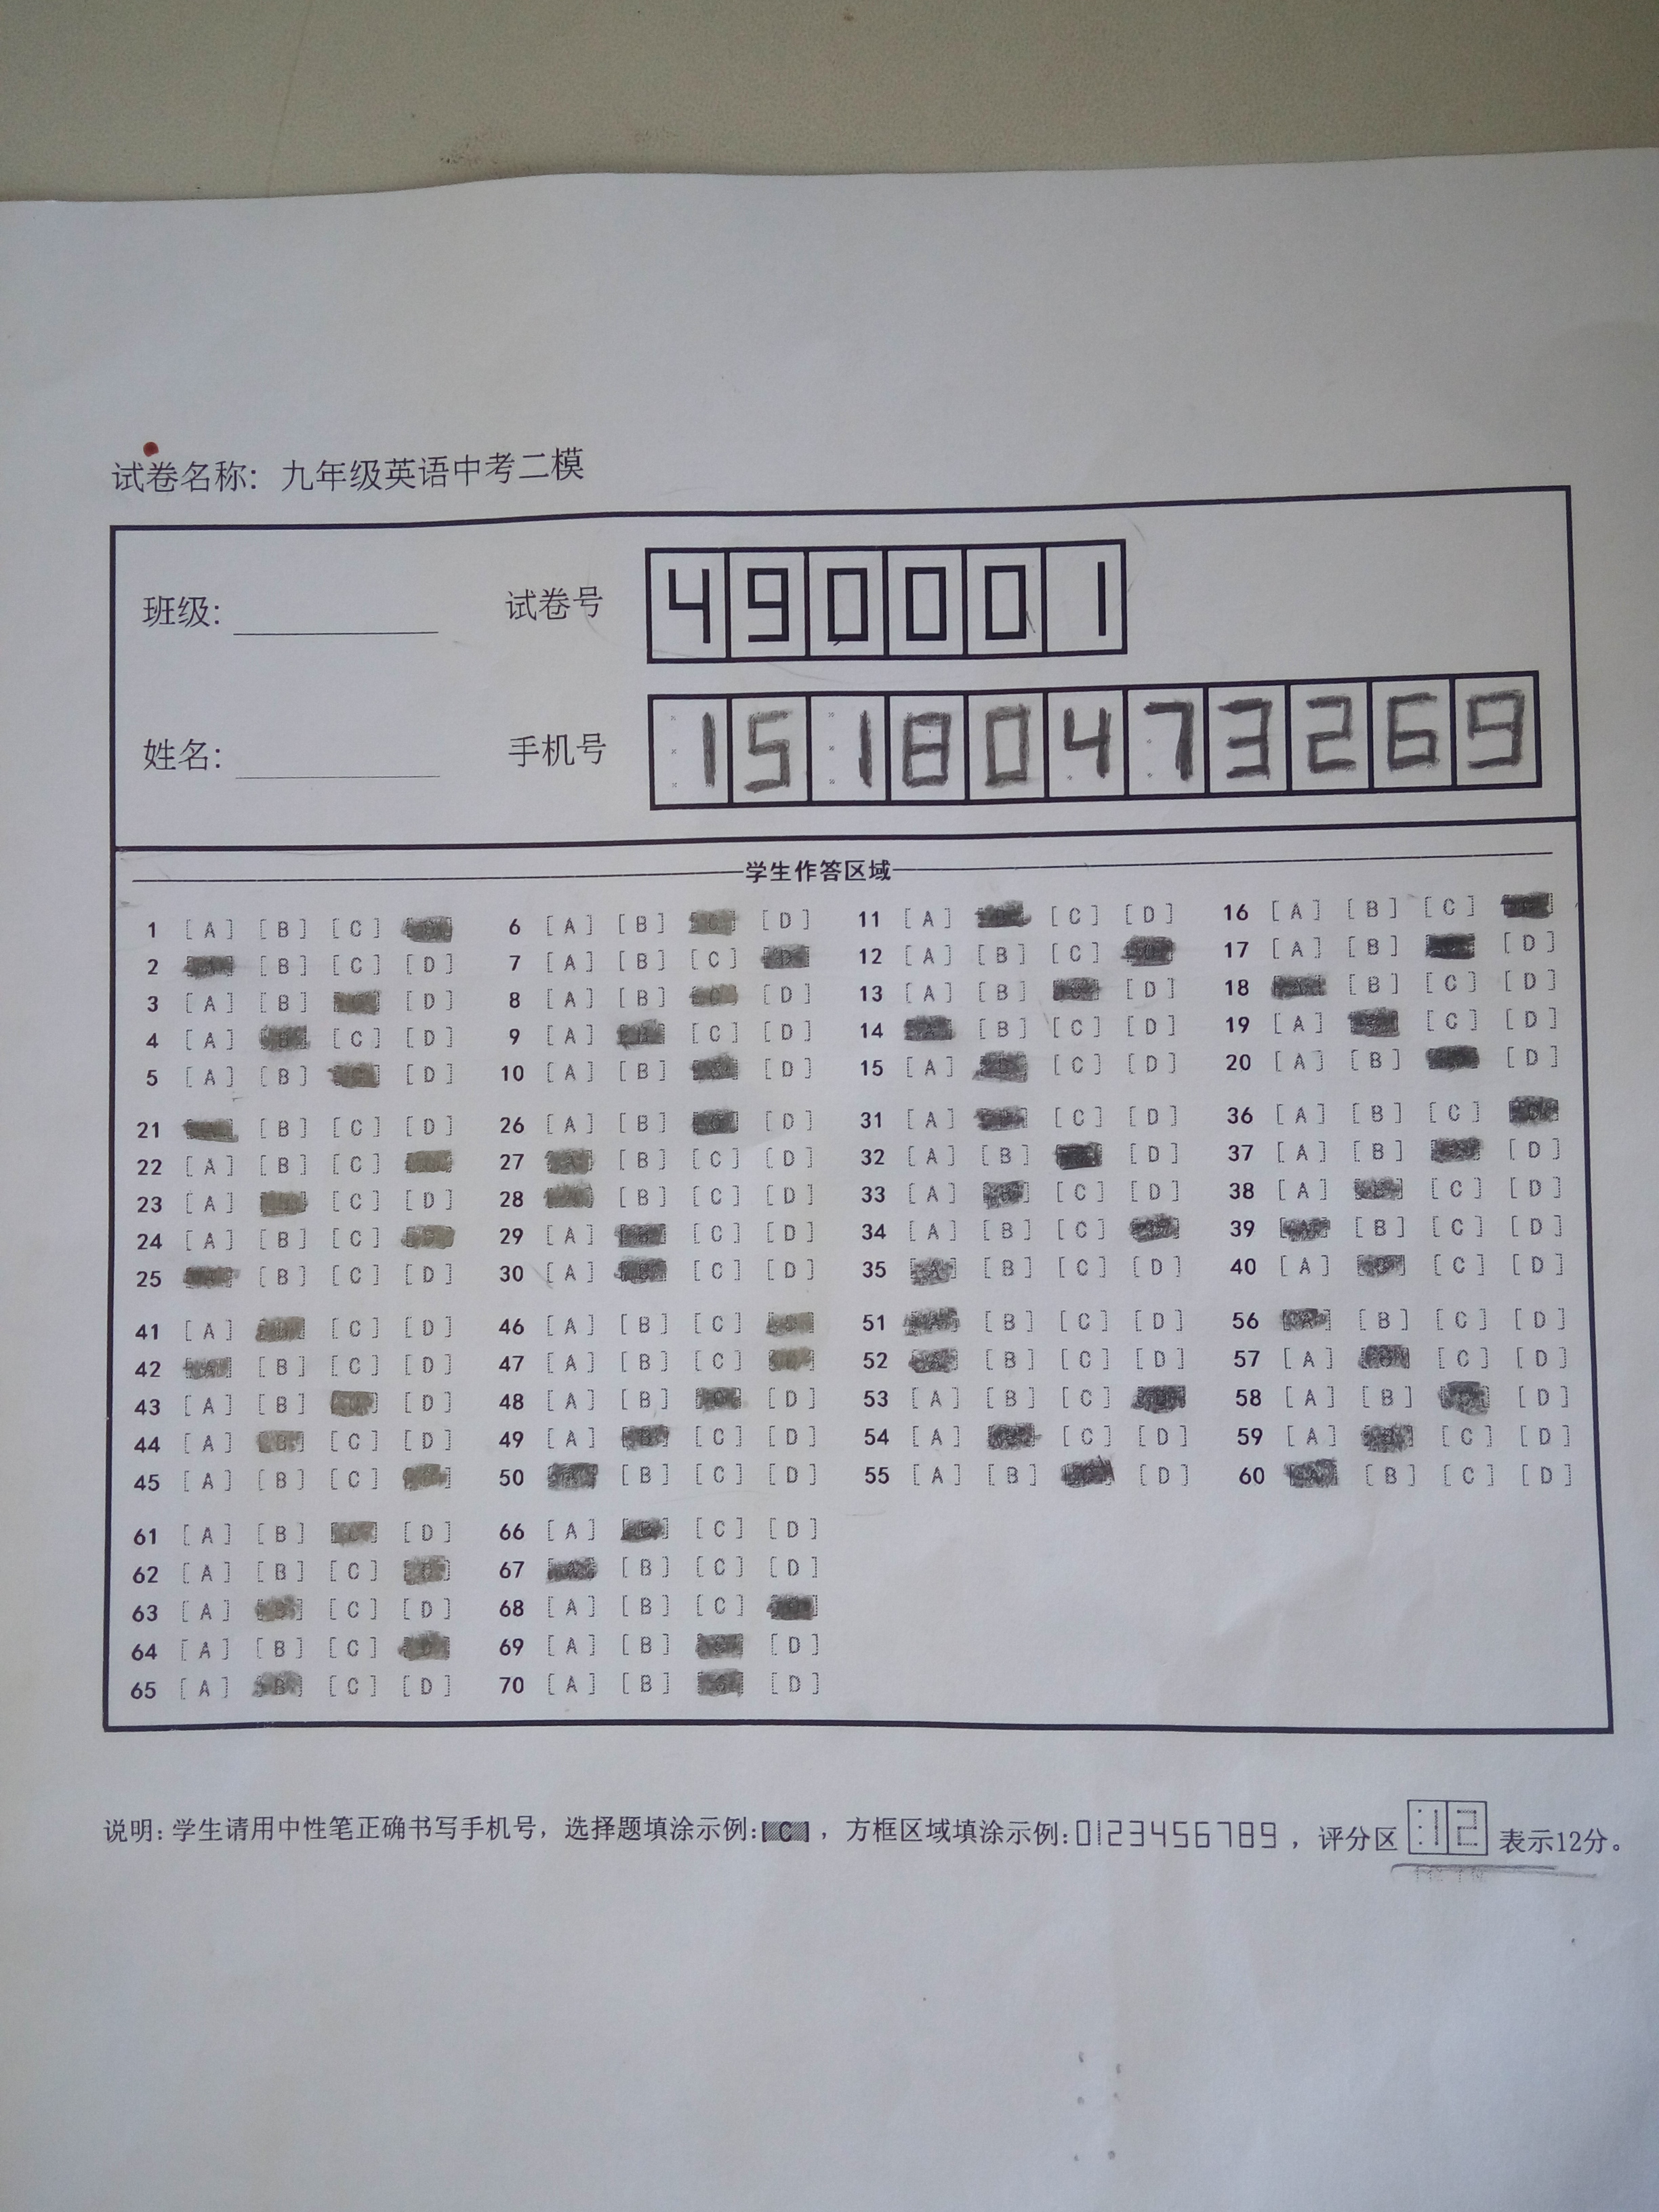 试卷名称: 九年级英语中考二模
班级: 试卷号 490001
姓名: 手机号 15180473269
学生作答区域
1 [A] [B] [C] [D] 6 [A] [B] [C] [D] 11 [A] [B] [C] [D] 16 [A] [B] [C] [D]
2 [A] [B] [C] [D] 7 [A] [B] [C] [D] 12 [A] [B] [C] [D] 17 [A] [B] [C] [D]
3 [A] [B] [C] [D] 8 [A] [B] [C] [D] 13 [A] [B] [C] [D] 18 [A] [B] [C] [D]
4 [A] [B] [C] [D] 9 [A] [B] [C] [D] 14 [A] [B] [C] [D] 19 [A] [B] [C] [D]
5 [A] [B] [C] [D] 10 [A] [B] [C] [D] 15 [A] [B] [C] [D] 20 [A] [B] [C] [D]
21 [A] [B] [C] [D] 26 [A] [B] [C] [D] 31 [A] [B] [C] [D] 36 [A] [B] [C] [D]
22 [A] [B] [C] [D] 27 [A] [B] [C] [D] 32 [A] [B] [C] [D] 37 [A] [B] [C] [D]
23 [A] [B] [C] [D] 28 [A] [B] [C] [D] 33 [A] [B] [C] [D] 38 [A] [B] [C] [D]
24 [A] [B] [C] [D] 29 [A] [B] [C] [D] 34 [A] [B] [C] [D] 39 [A] [B] [C] [D]
25 [A] [B] [C] [D] 30 [A] [B] [C] [D] 35 [A] [B] [C] [D] 40 [A] [B] [C] [D]
41 [A] [B] [C] [D] 46 [A] [B] [C] [D] 51 [A] [B] [C] [D] 56 [A] [B] [C] [D]
42 [A] [B] [C] [D] 47 [A] [B] [C] [D] 52 [A] [B] [C] [D] 57 [A] [B] [C] [D]
43 [A] [B] [C] [D] 48 [A] [B] [C] [D] 53 [A] [B] [C] [D] 58 [A] [B] [C] [D]
44 [A] [B] [C] [D] 49 [A] [B] [C] [D] 54 [A] [B] [C] [D] 59 [A] [B] [C] [D]
45 [A] [B] [C] [D] 50 [A] [B] [C] [D] 55 [A] [B] [C] [D] 60 [A] [B] [C] [D]
61 [A] [B] [C] [D] 66 [A] [B] [C] [D]
62 [A] [B] [C] [D] 67 [A] [B] [C] [D]
63 [A] [B] [C] [D] 68 [A] [B] [C] [D]
64 [A] [B] [C] [D] 69 [A] [B] [C] [D]
65 [A] [B] [C] [D] 70 [A] [B] [C] [D]
说明: 学生请用中性笔正确书写手机号，选择题填涂示例:[C]，方框区域填涂示例:0123456789，评分区 12 表示12分。